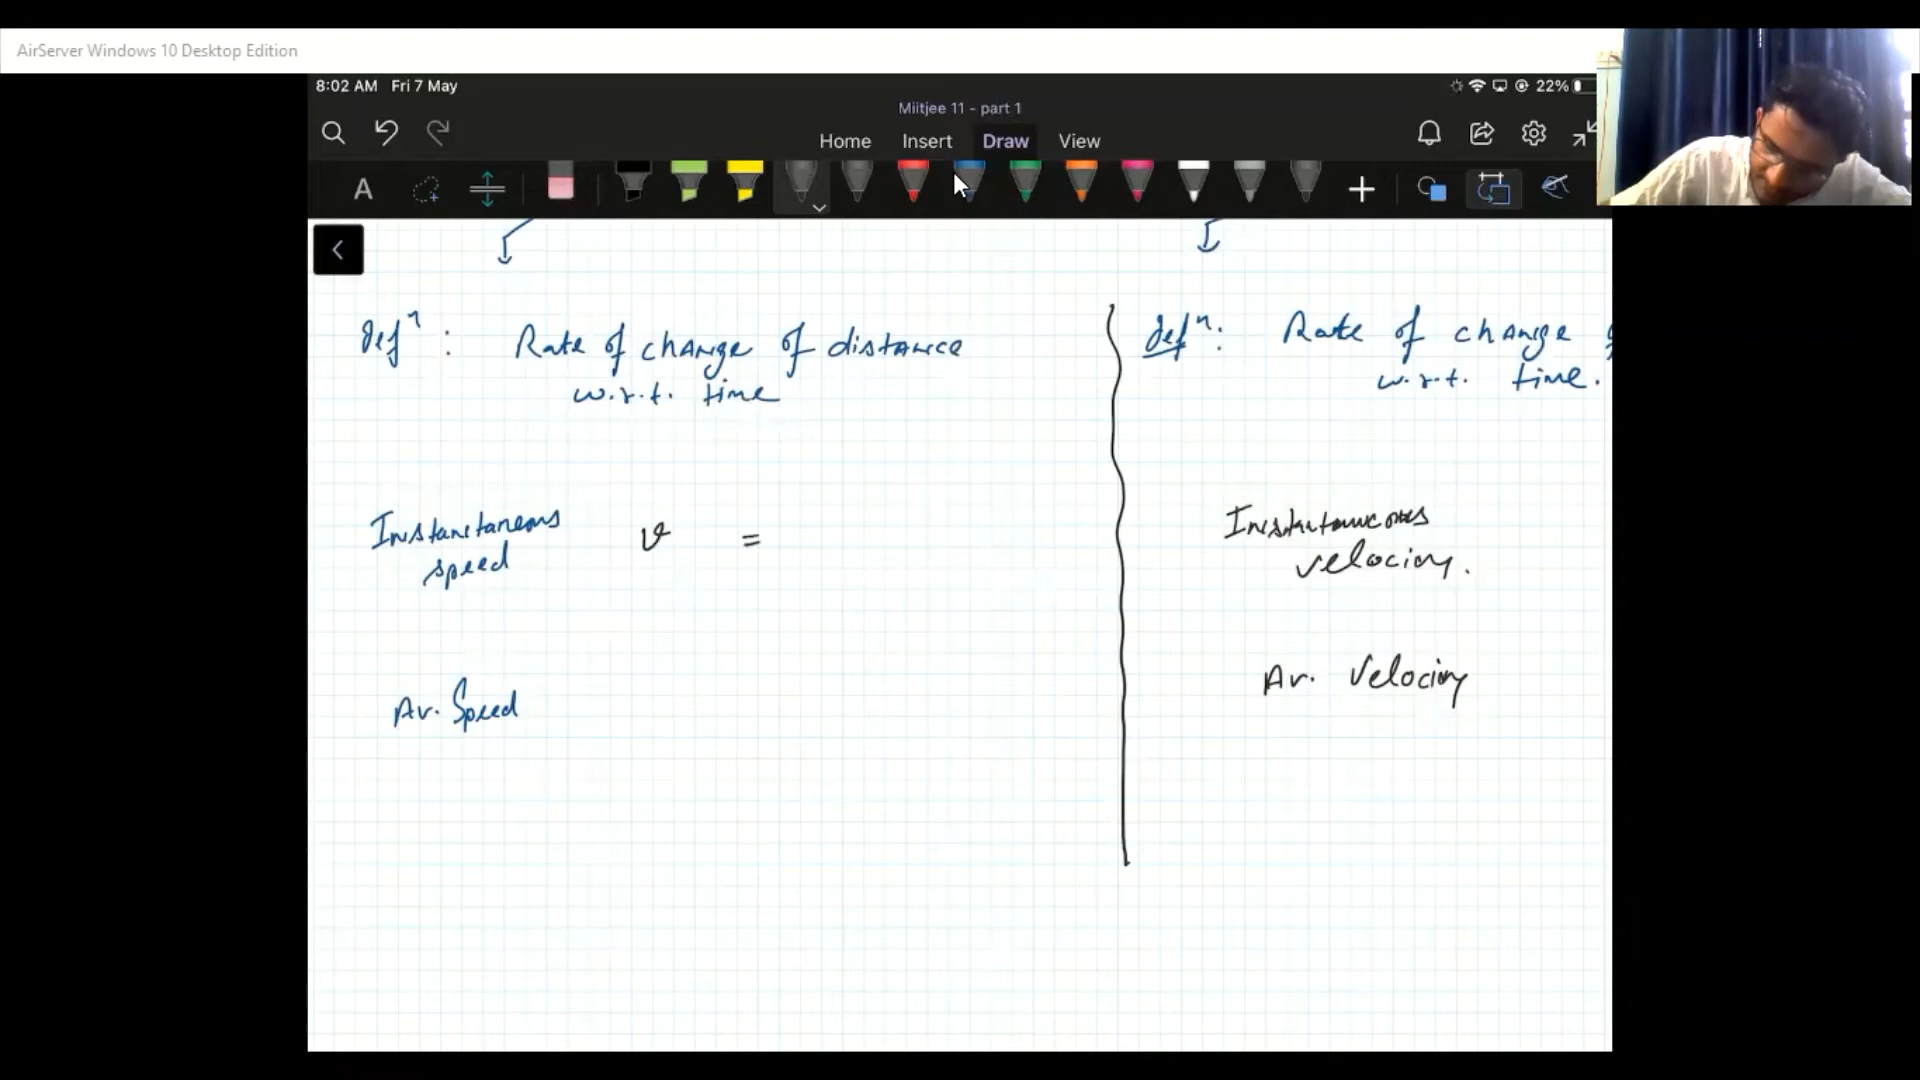 AirServer Windows 10 Desktop Edition
8:02 AM Fri 7 May
22%
Miitjee 11 - part 1
Home Insert Draw View
A
Defⁿ : Rate of change of distance
w.r.t. time
Instantaneous
speed
v =
Av. Speed
Defⁿ: Rate of change
w.r.t. time.
Instantaneous
velocity.
Av. Velocity